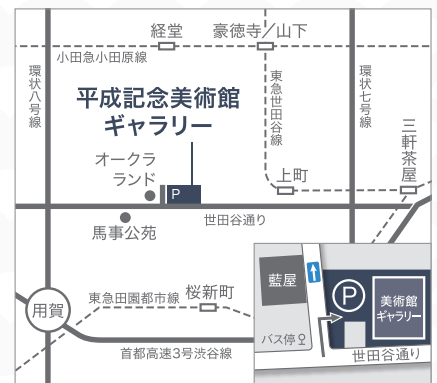 経堂
豪徳寺／山下
小田急小田原線
環状八号線
平成記念美術館
ギャラリー
東急世田谷線
環状七号線
三軒茶屋
オークラ
ランド
P
上町
世田谷通り
馬事公苑
用賀
東急田園都市線
桜新町
首都高速3号渋谷線
藍屋
P
美術館
ギャラリー
バス停
世田谷通り